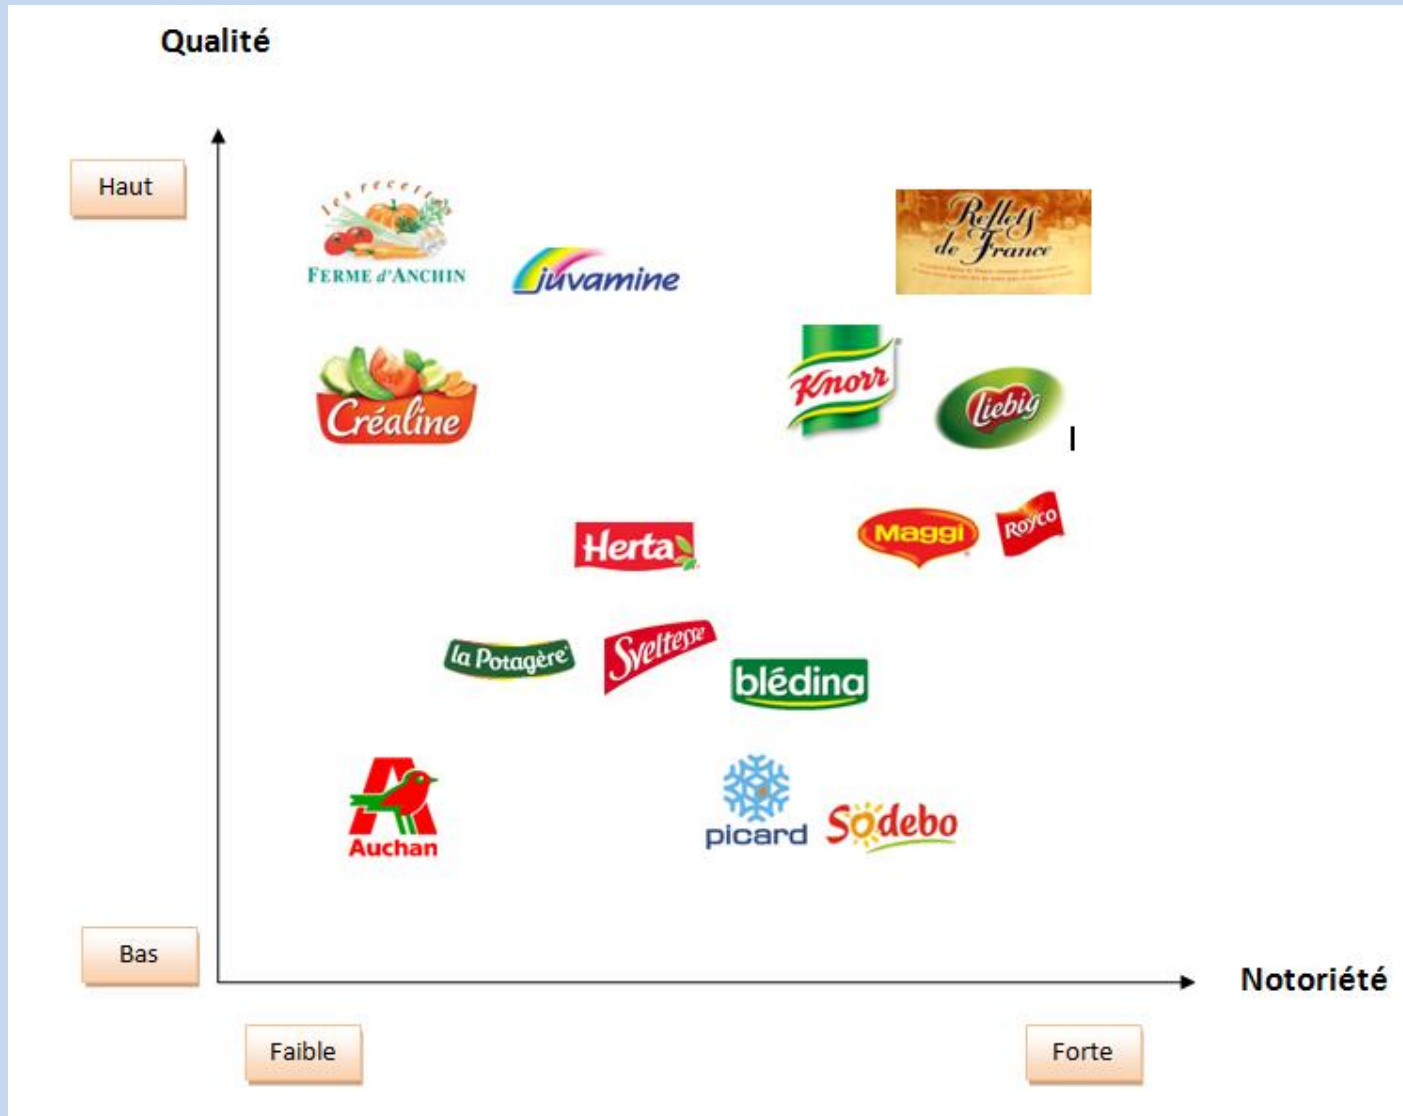 Qualité
Haut
les recettes
FERME d'ANCHIN
juvamine
Reflets
de France
Créaline
Knorr
Liebig
Herta
Maggi
Royco
la Potagère
Sveltesse
blédina
Auchan
picard
Sodebo
Bas
Notoriété
Faible
Forte